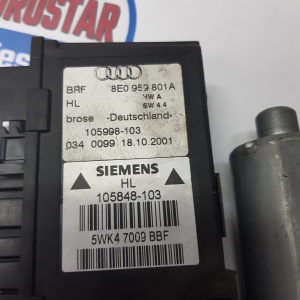 EUROSTAR
BRF 8E0 959 801A
HL HW A
SW 4.4
brose -Deutschland-
105998-103
034 0099 18.10.2001
SIEMENS
HL
105848-103
5WK4 7009 BBF